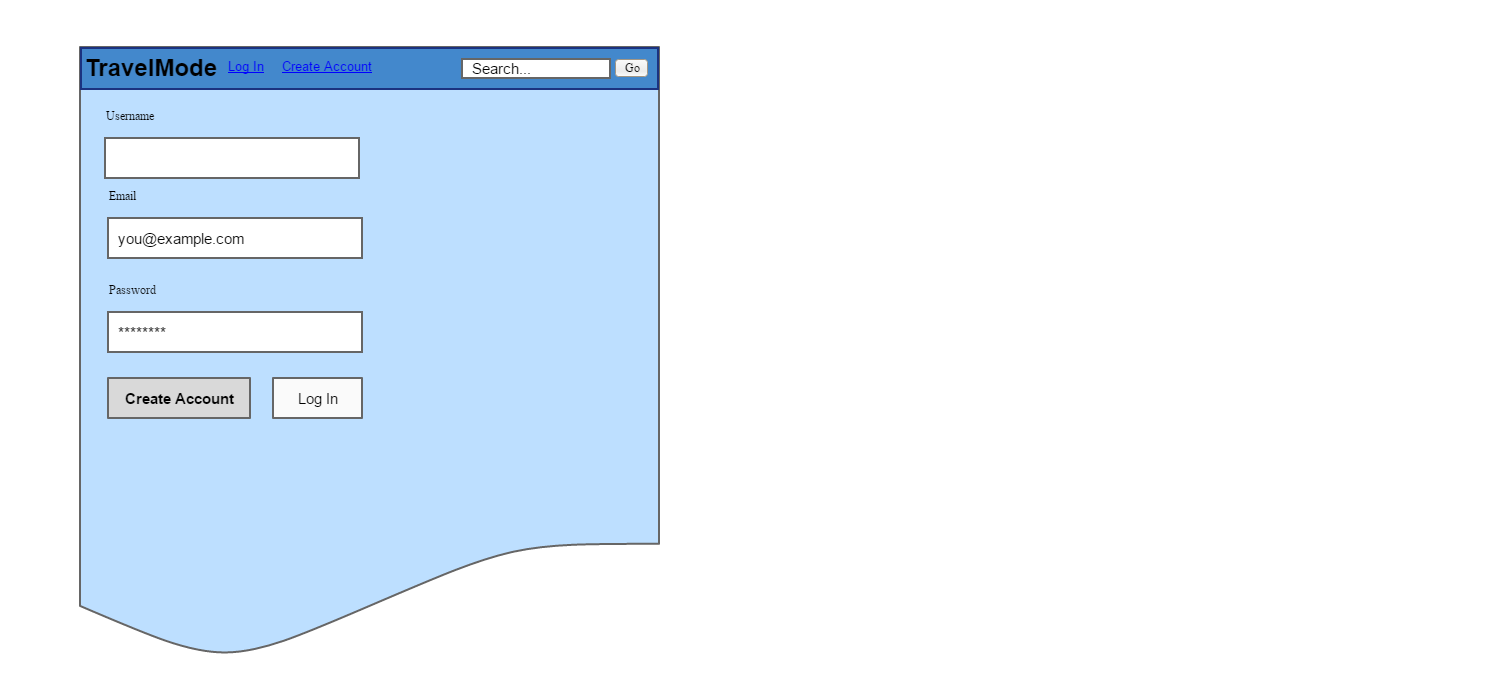 TravelMode Log In Create Account Search... Go
Username
Email
you@example.com
Password
********
Create Account Log In